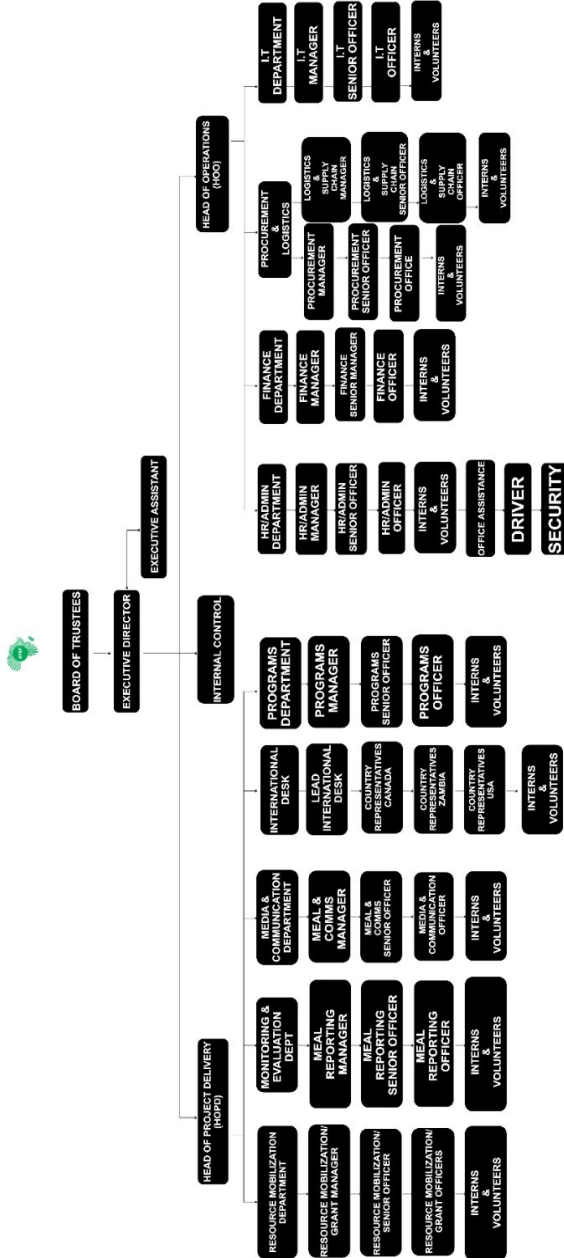 BOARD OF TRUSTEES
EXECUTIVE DIRECTOR
EXECUTIVE ASSISTANT
HEAD OF PROJECT DELIVERY
(HOPD)
INTERNAL CONTROL
HEAD OF OPERATIONS
(HOO)
RESOURCE MOBILIZATION
DEPARTMENT
RESOURCE MOBILIZATION/
GRANT MANAGER
RESOURCE MOBILIZATION/
SENIOR OFFICER
RESOURCE MOBILIZATION/
GRANT OFFICERS
INTERNS
&
VOLUNTEERS
MONITORING &
EVALUATION
DEPT
MEAL
REPORTING
MANAGER
MEAL
REPORTING
SENIOR OFFICER
MEAL
REPORTING
OFFICER
INTERNS
&
VOLUNTEERS
MEDIA &
COMMUNICATION
DEPARTMENT
MEAL &
COMMS
MANAGER
MEAL &
COMMS
SENIOR OFFICER
MEDIA &
COMMUNICATION
OFFICER
INTERNS
&
VOLUNTEERS
INTERNATIONAL
DESK
LEAD
INTERNATIONAL
DESK
COUNTRY
REPRESENTATIVES
CANADA
COUNTRY
REPRESENTATIVES
ZAMBIA
COUNTRY
REPRESENTATIVES
USA
INTERNS
&
VOLUNTEERS
PROGRAMS
DEPARTMENT
PROGRAMS
MANAGER
PROGRAMS
SENIOR OFFICER
PROGRAMS
OFFICER
INTERNS
&
VOLUNTEERS
HR/ADMIN
DEPARTMENT
HR/ADMIN
MANAGER
HR/ADMIN
SENIOR OFFICER
HR/ADMIN
OFFICER
INTERNS
&
VOLUNTEERS
OFFICE ASSISTANCE
DRIVER
SECURITY
FINANCE
DEPARTMENT
FINANCE
MANAGER
FINANCE
SENIOR MANAGER
FINANCE
OFFICER
INTERNS
&
VOLUNTEERS
PROCUREMENT
&
LOGISTICS
PROCUREMENT
MANAGER
PROCUREMENT
SENIOR OFFICER
PROCUREMENT
OFFICE
INTERNS
&
VOLUNTEERS
LOGISTICS
&
SUPPLY
CHAIN
MANAGER
LOGISTICS
&
SUPPLY
CHAIN
SENIOR OFFICER
LOGISTICS
&
SUPPLY
CHAIN
OFFICER
INTERNS
&
VOLUNTEERS
I.T
DEPARTMENT
I.T
MANAGER
I.T
SENIOR OFFICER
I.T
OFFICER
INTERNS
&
VOLUNTEERS